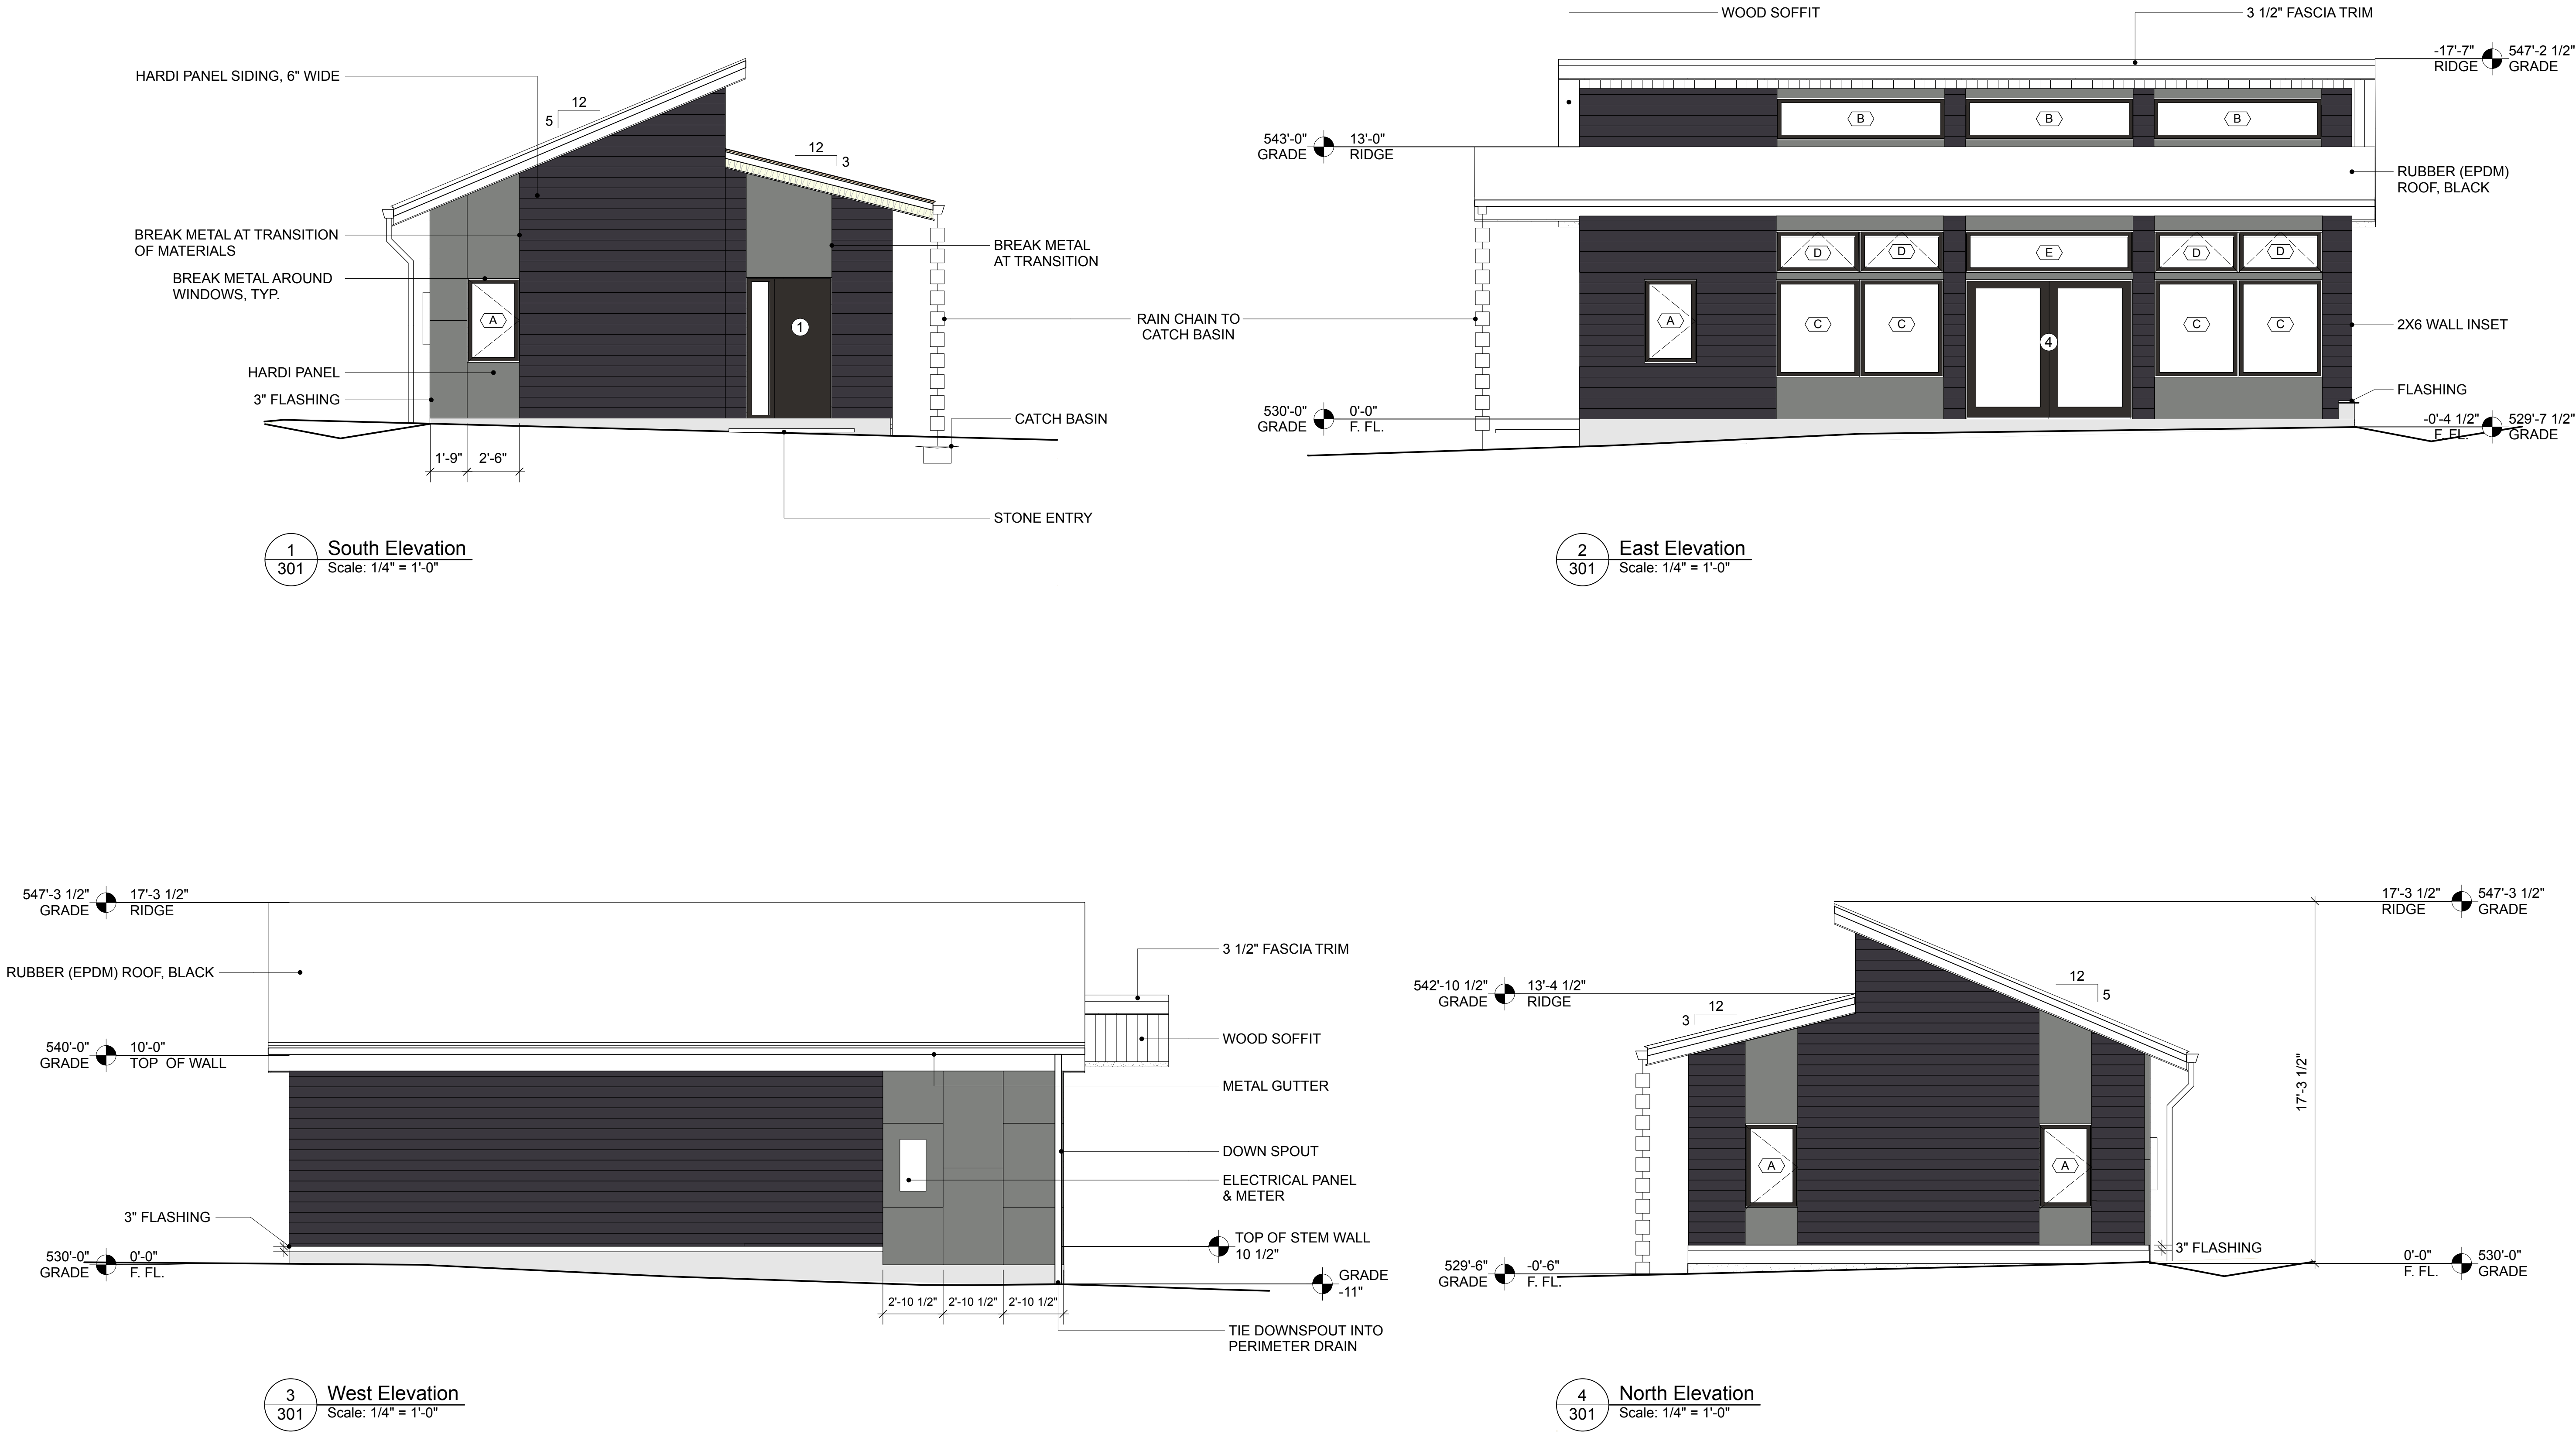 HARDI PANEL SIDING, 6" WIDE
12
5
12
3
BREAK METAL AT TRANSITION
OF MATERIALS
BREAK METAL AROUND
WINDOWS, TYP.
A
1
HARDI PANEL
3" FLASHING
BREAK METAL
AT TRANSITION
RAIN CHAIN TO
CATCH BASIN
CATCH BASIN
1'-9"
2'-6"
STONE ENTRY
1
301
South Elevation
Scale: 1/4" = 1'-0"
WOOD SOFFIT
3 1/2" FASCIA TRIM
-17'-7"
RIDGE
547'-2 1/2"
GRADE
543'-0"
GRADE
13'-0"
RIDGE
B
B
B
RUBBER (EPDM)
ROOF, BLACK
D
D
E
D
D
A
C
C
4
C
C
2X6 WALL INSET
FLASHING
530'-0"
GRADE
0'-0"
F. FL.
-0'-4 1/2"
F. FL.
529'-7 1/2"
GRADE
2
301
East Elevation
Scale: 1/4" = 1'-0"
547'-3 1/2"
GRADE
17'-3 1/2"
RIDGE
RUBBER (EPDM) ROOF, BLACK
540'-0"
GRADE
10'-0"
TOP OF WALL
3" FLASHING
530'-0"
GRADE
0'-0"
F. FL.
3 1/2" FASCIA TRIM
WOOD SOFFIT
METAL GUTTER
DOWN SPOUT
ELECTRICAL PANEL
& METER
TOP OF STEM WALL
10 1/2"
GRADE
-11"
2'-10 1/2"
2'-10 1/2"
2'-10 1/2"
TIE DOWNSPOUT INTO
PERIMETER DRAIN
3
301
West Elevation
Scale: 1/4" = 1'-0"
17'-3 1/2"
RIDGE
547'-3 1/2"
GRADE
542'-10 1/2"
GRADE
13'-4 1/2"
RIDGE
12
3
12
5
17'-3 1/2"
A
A
3" FLASHING
529'-6"
GRADE
-0'-6"
F. FL.
0'-0"
F. FL.
530'-0"
GRADE
4
301
North Elevation
Scale: 1/4" = 1'-0"